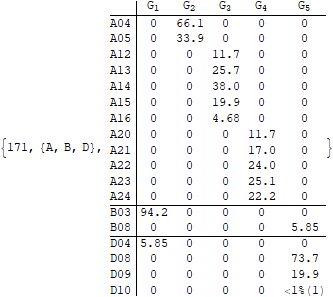 G1 G2 G3 G4 G5
A04 0 66.1 0 0 0
A05 0 33.9 0 0 0
A12 0 0 11.7 0 0
A13 0 0 25.7 0 0
A14 0 0 38.0 0 0
A15 0 0 19.9 0 0
A16 0 0 4.68 0 0
A20 0 0 0 11.7 0
{171, {A, B, D}, A21 0 0 0 17.0 0 }
A22 0 0 0 24.0 0
A23 0 0 0 25.1 0
A24 0 0 0 22.2 0
B03 94.2 0 0 0 0
B08 0 0 0 0 5.85
D04 5.85 0 0 0 0
D08 0 0 0 0 73.7
D09 0 0 0 0 19.9
D10 0 0 0 0 <1%(1)